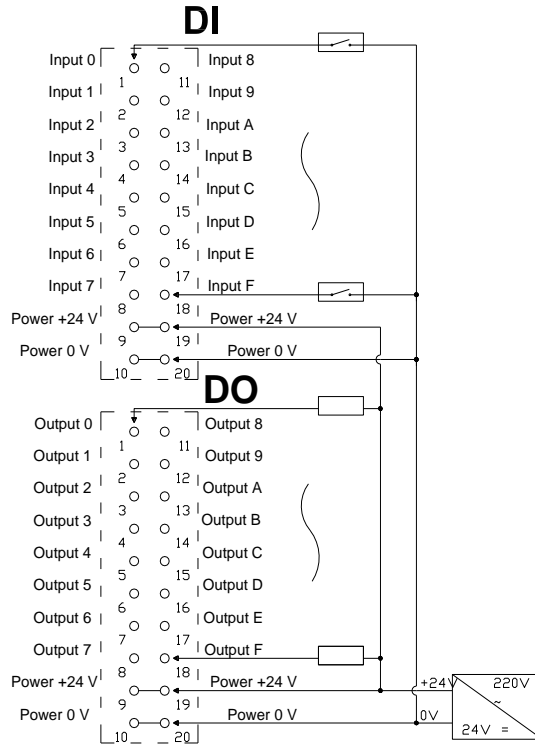 DI
Input 0 Input 8
1 11
Input 1 Input 9
2 12
Input 2 Input A
3 13
Input 3 Input B
4 14
Input 4 Input C
5 15
Input 5 Input D
6 16
Input 6 Input E
7 17
Input 7 Input F
8 18
Power +24 V Power +24 V
9 19
Power 0 V Power 0 V
10 20
DO
Output 0 Output 8
1 11
Output 1 Output 9
2 12
Output 2 Output A
3 13
Output 3 Output B
4 14
Output 4 Output C
5 15
Output 5 Output D
6 16
Output 6 Output E
7 17
Output 7 Output F
8 18
Power +24 V Power +24 V +24V 220V
~
9 19
Power 0 V Power 0 V 0V
24V =
10 20